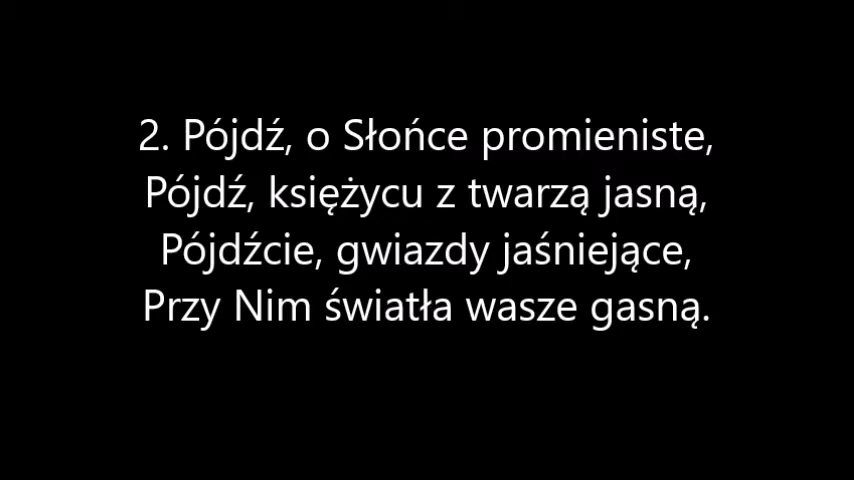 2. Pójdź, o Słońce promieniste,
Pójdź, księżycu z twarzą jasną,
Pójdźcie, gwiazdy jaśniejące,
Przy Nim światła wasze gasną.